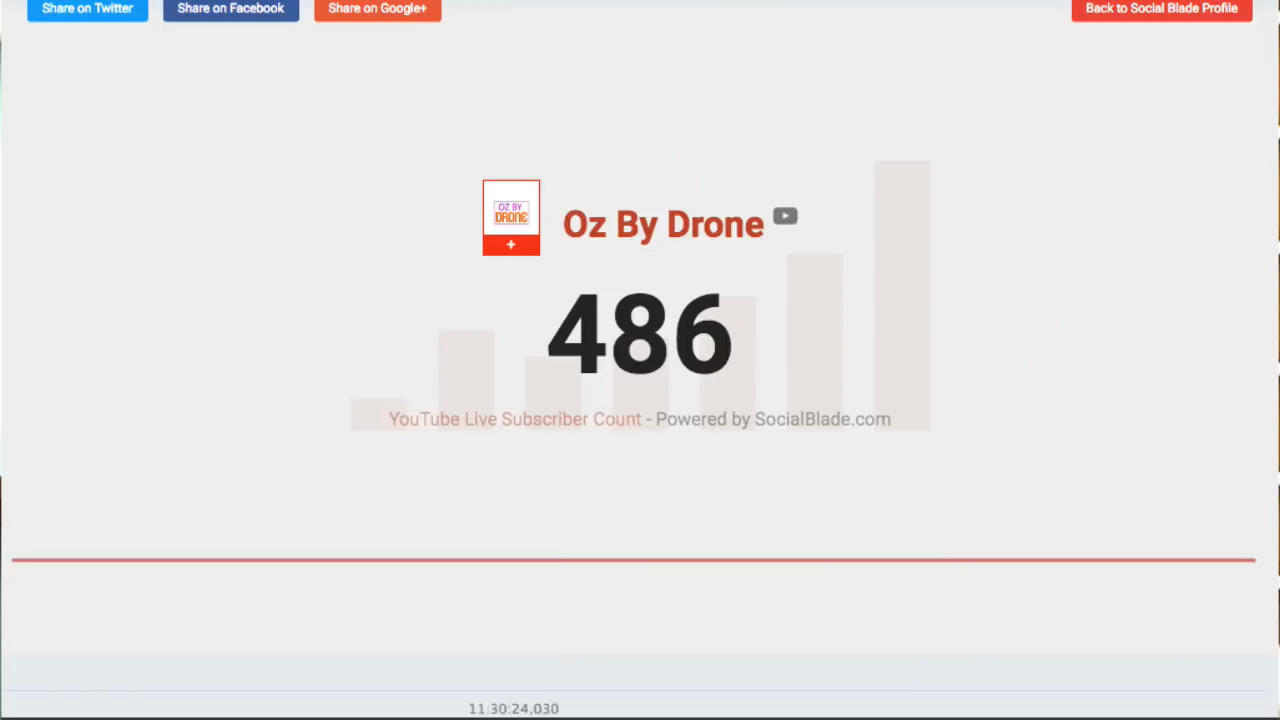 Share on Twitter Share on Facebook Share on Google+ Back to Social Blade Profile
OZ BY
DRONE
+
Oz By Drone
486
YouTube Live Subscriber Count - Powered by SocialBlade.com
11:30:24.030